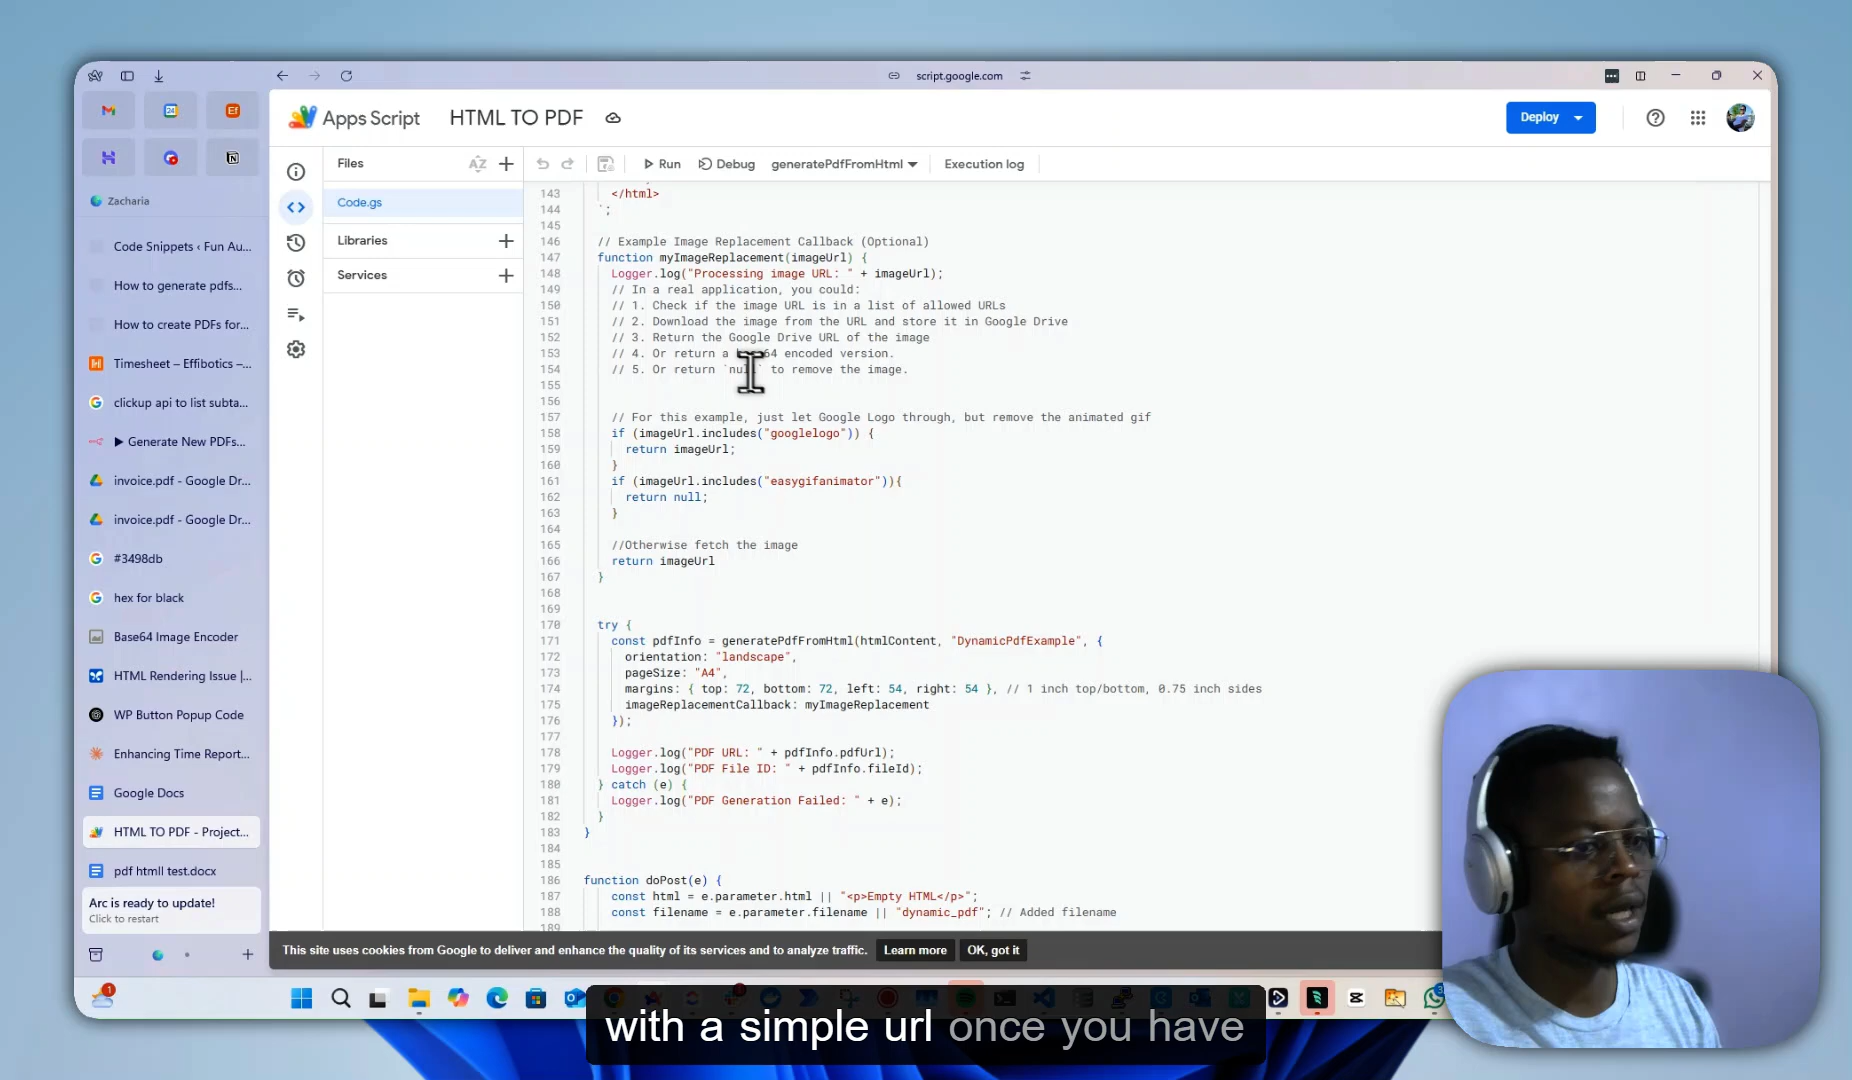 script.google.com
Apps Script
HTML TO PDF
Deploy
Zacharia
Code Snippets ‹ Fun Au...
How to generate pdfs...
How to create PDFs for...
Timesheet – Effibotics –...
clickup api to list subta...
▶ Generate New PDFs...
invoice.pdf - Google Dr...
invoice.pdf - Google Dr...
#3498db
hex for black
Base64 Image Encoder
HTML Rendering Issue |...
WP Button Popup Code
Enhancing Time Report...
Google Docs
HTML TO PDF - Project...
pdf htmll test.docx
Arc is ready to update!
Click to restart
Files
Code.gs
Libraries
Services
Run
Debug
generatePdfFromHtml
Execution log
143 </html>
144 `;
145
146 // Example Image Replacement Callback (Optional)
147 function myImageReplacement(imageUrl) {
148 Logger.log("Processing image URL: " + imageUrl);
149 // In a real application, you could:
150 // 1. Check if the image URL is in a list of allowed URLs
151 // 2. Download the image from the URL and store it in Google Drive
152 // 3. Return the Google Drive URL of the image
153 // 4. Or return a encoded version.
154 // 5. Or return `null` to remove the image.
155
156
157 // For this example, just let Google Logo through, but remove the animated gif
158 if (imageUrl.includes("googlelogo")) {
159 return imageUrl;
160 }
161 if (imageUrl.includes("easygifanimator")){
162 return null;
163 }
164
165 //Otherwise fetch the image
166 return imageUrl
167 }
168
169
170 try {
171 const pdfInfo = generatePdfFromHtml(htmlContent, "DynamicPdfExample", {
172 orientation: "landscape",
173 pageSize: "A4",
174 margins: { top: 72, bottom: 72, left: 54, right: 54 }, // 1 inch top/bottom, 0.75 inch sides
175 imageReplacementCallback: myImageReplacement
176 });
177
178 Logger.log("PDF URL: " + pdfInfo.pdfUrl);
179 Logger.log("PDF File ID: " + pdfInfo.fileId);
180 } catch (e) {
181 Logger.log("PDF Generation Failed: " + e);
182 }
183 }
184
185
186 function doPost(e) {
187 const html = e.parameter.html || "<p>Empty HTML</p>";
188 const filename = e.parameter.filename || "dynamic_pdf"; // Added filename
189
This site uses cookies from Google to deliver and enhance the quality of its services and to analyze traffic.
Learn more
OK, got it
with a simple url once you have